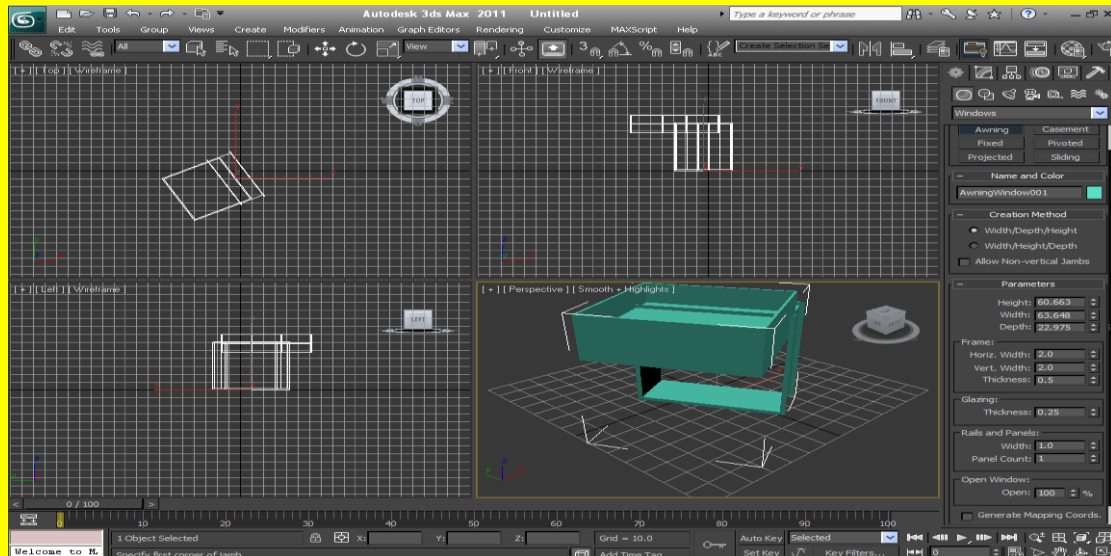 Autodesk 3ds Max 2011 Untitled
Type a keyword or phrase
Edit Tools Group Views Create Modifiers Animation Graph Editors Rendering Customize MAXScript Help
All
View
3
Create Selection Se
[ + ] [ Top ] [ Wireframe ]
TOP
[ + ] [ Front ] [ Wireframe ]
FRONT
Windows
Awning Casement
Fixed Pivoted
Projected Sliding
Name and Color
AwningWindow001
Creation Method
Width/Depth/Height
Width/Height/Depth
Allow Non-vertical Jambs
[ + ] [ Left ] [ Wireframe ]
LEFT
[ + ] [ Perspective ] [ Smooth + Highlights ]
Parameters
Height: 60.663
Width: 63.648
Depth: 22.975
Frame:
Horiz. Width: 2.0
Vert. Width: 2.0
Thickness: 0.5
Glazing:
Thickness: 0.25
Rails and Panels:
Width: 1.0
Panel Count: 1
Open Window:
Open: 100 %
Generate Mapping Coords.
< 0 / 100 >
0 10 20 30 40 50 60 70 80 90 100
1 Object Selected X: Y: Z: Grid = 10.0 Auto Key Selected
Welcome to M. Specify first corner of jamb Add Time Tag Set Key Key Filters... 0